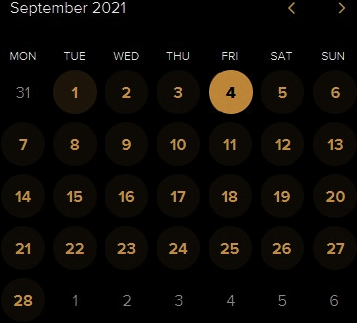 September 2021
MON TUE WED THU FRI SAT SUN
31 1 2 3 4 5 6
7 8 9 10 11 12 13
14 15 16 17 18 19 20
21 22 23 24 25 26 27
28 1 2 3 4 5 6